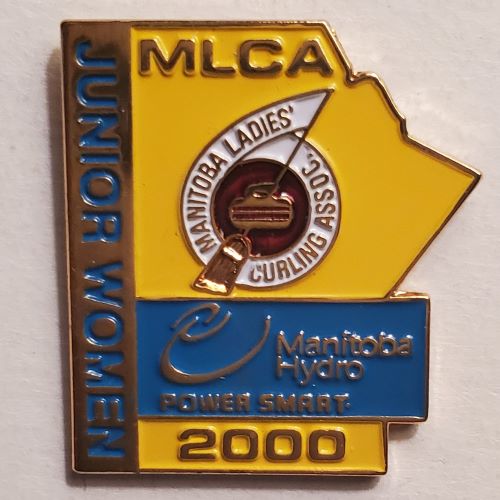 MLCA
JUNIOR WOMEN
MANITOBA LADIES'
CURLING ASSOC.
Manitoba
Hydro
POWER SMART
2000